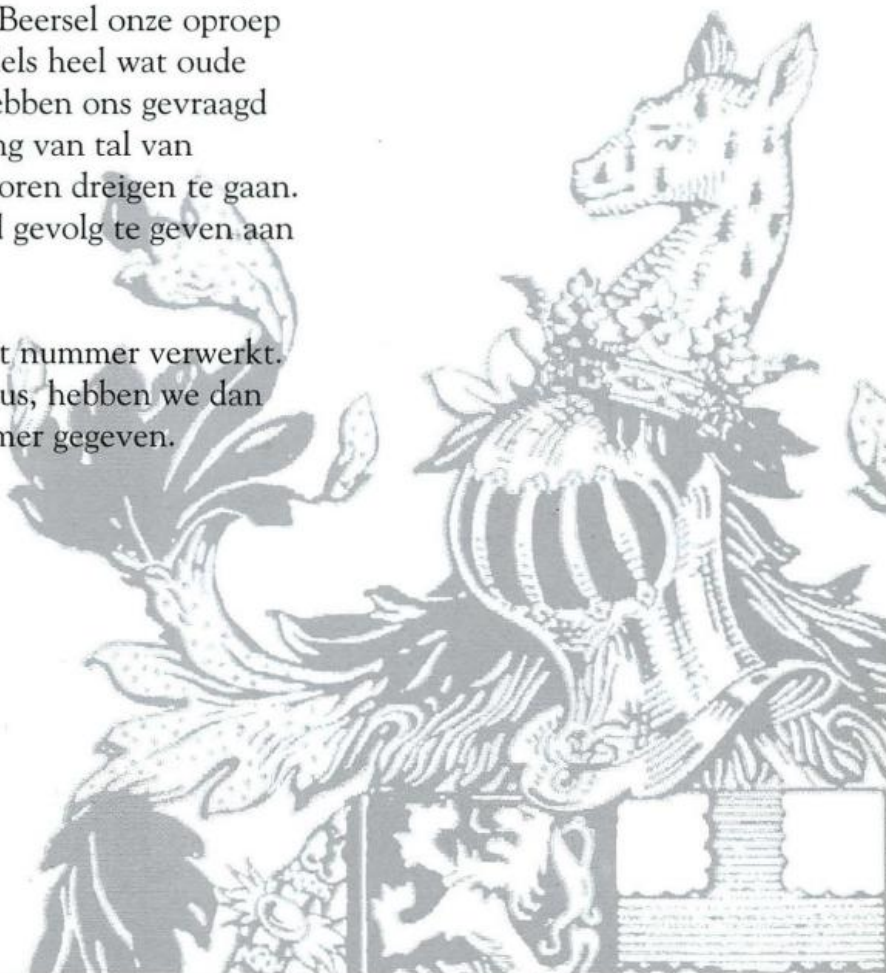 Beersel onze oproep
els heel wat oude
ebben ons gevraagd
ng van tal van
oren dreigen te gaan.
l gevolg te geven aan
t nummer verwerkt.
us, hebben we dan
mer gegeven.